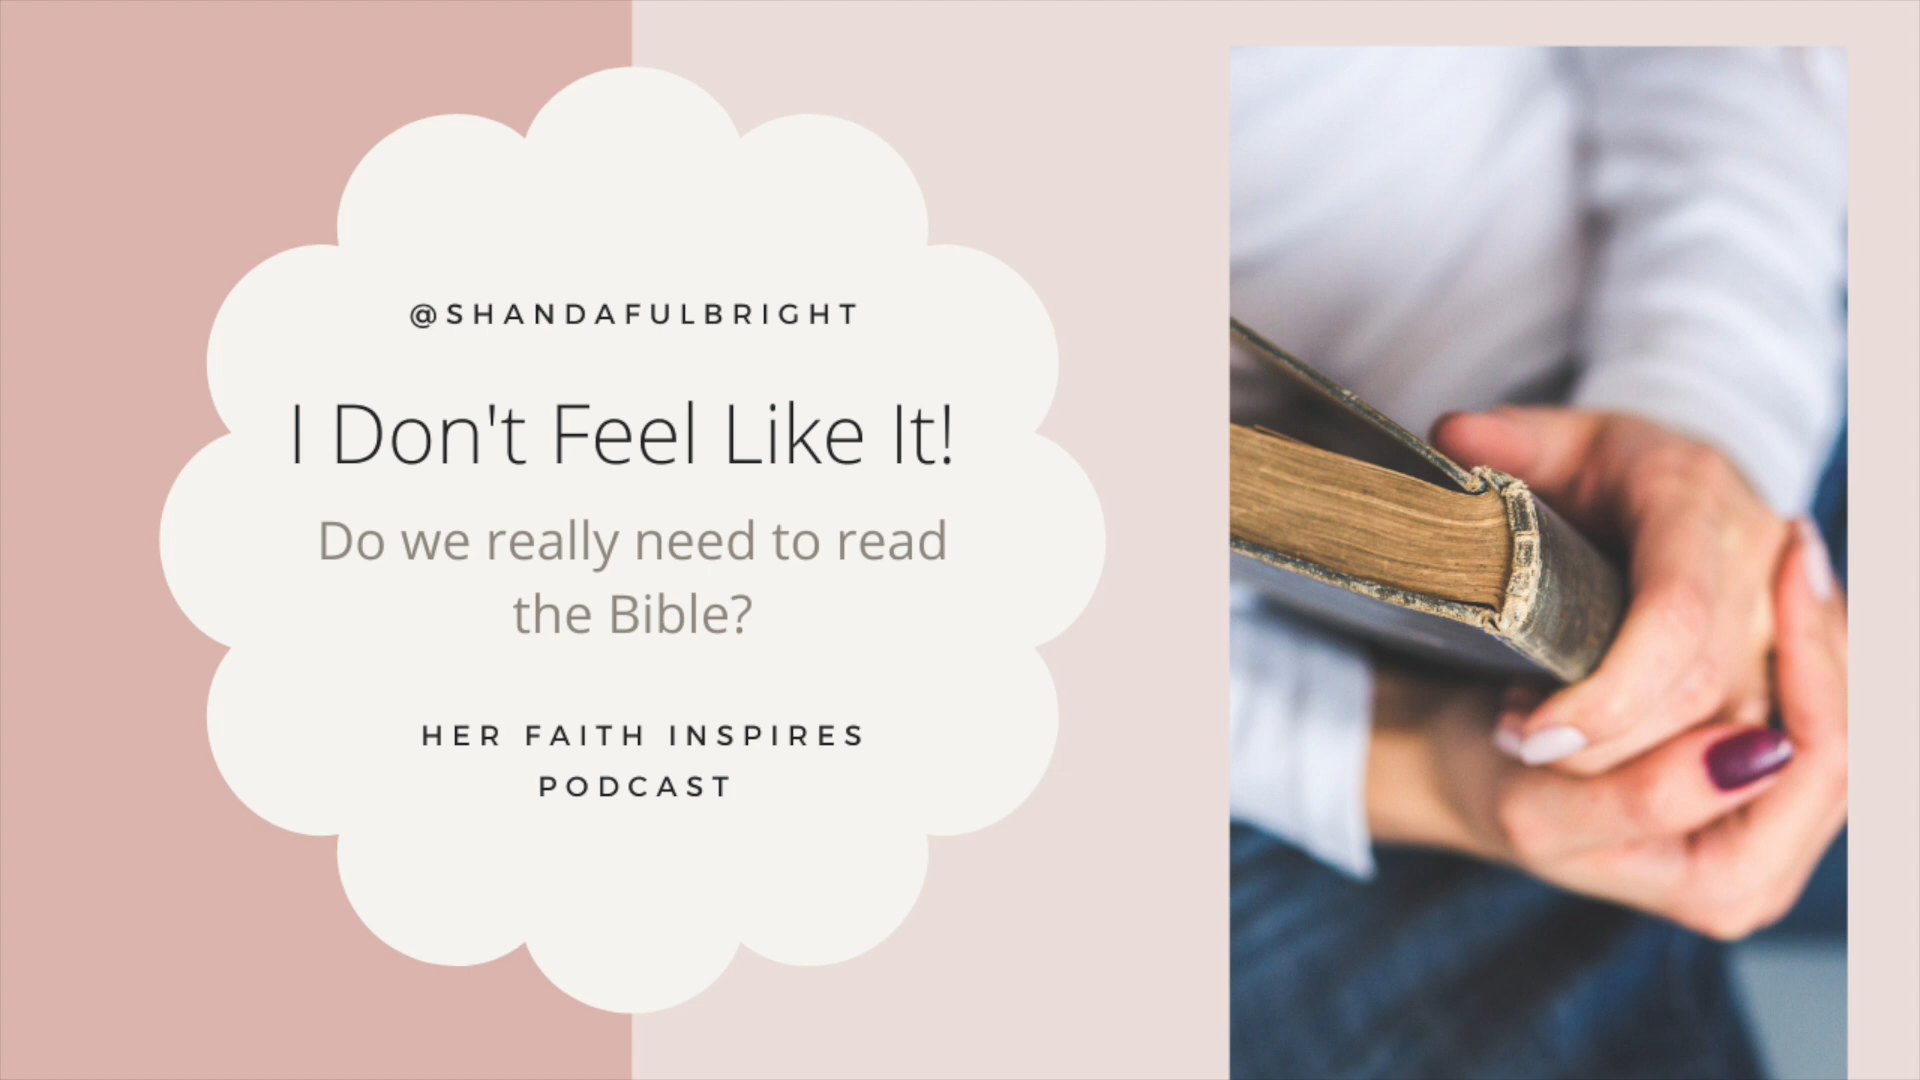 @SHANDAFULBRIGHT
I Don't Feel Like It!
Do we really need to read
the Bible?
HER FAITH INSPIRES
PODCAST